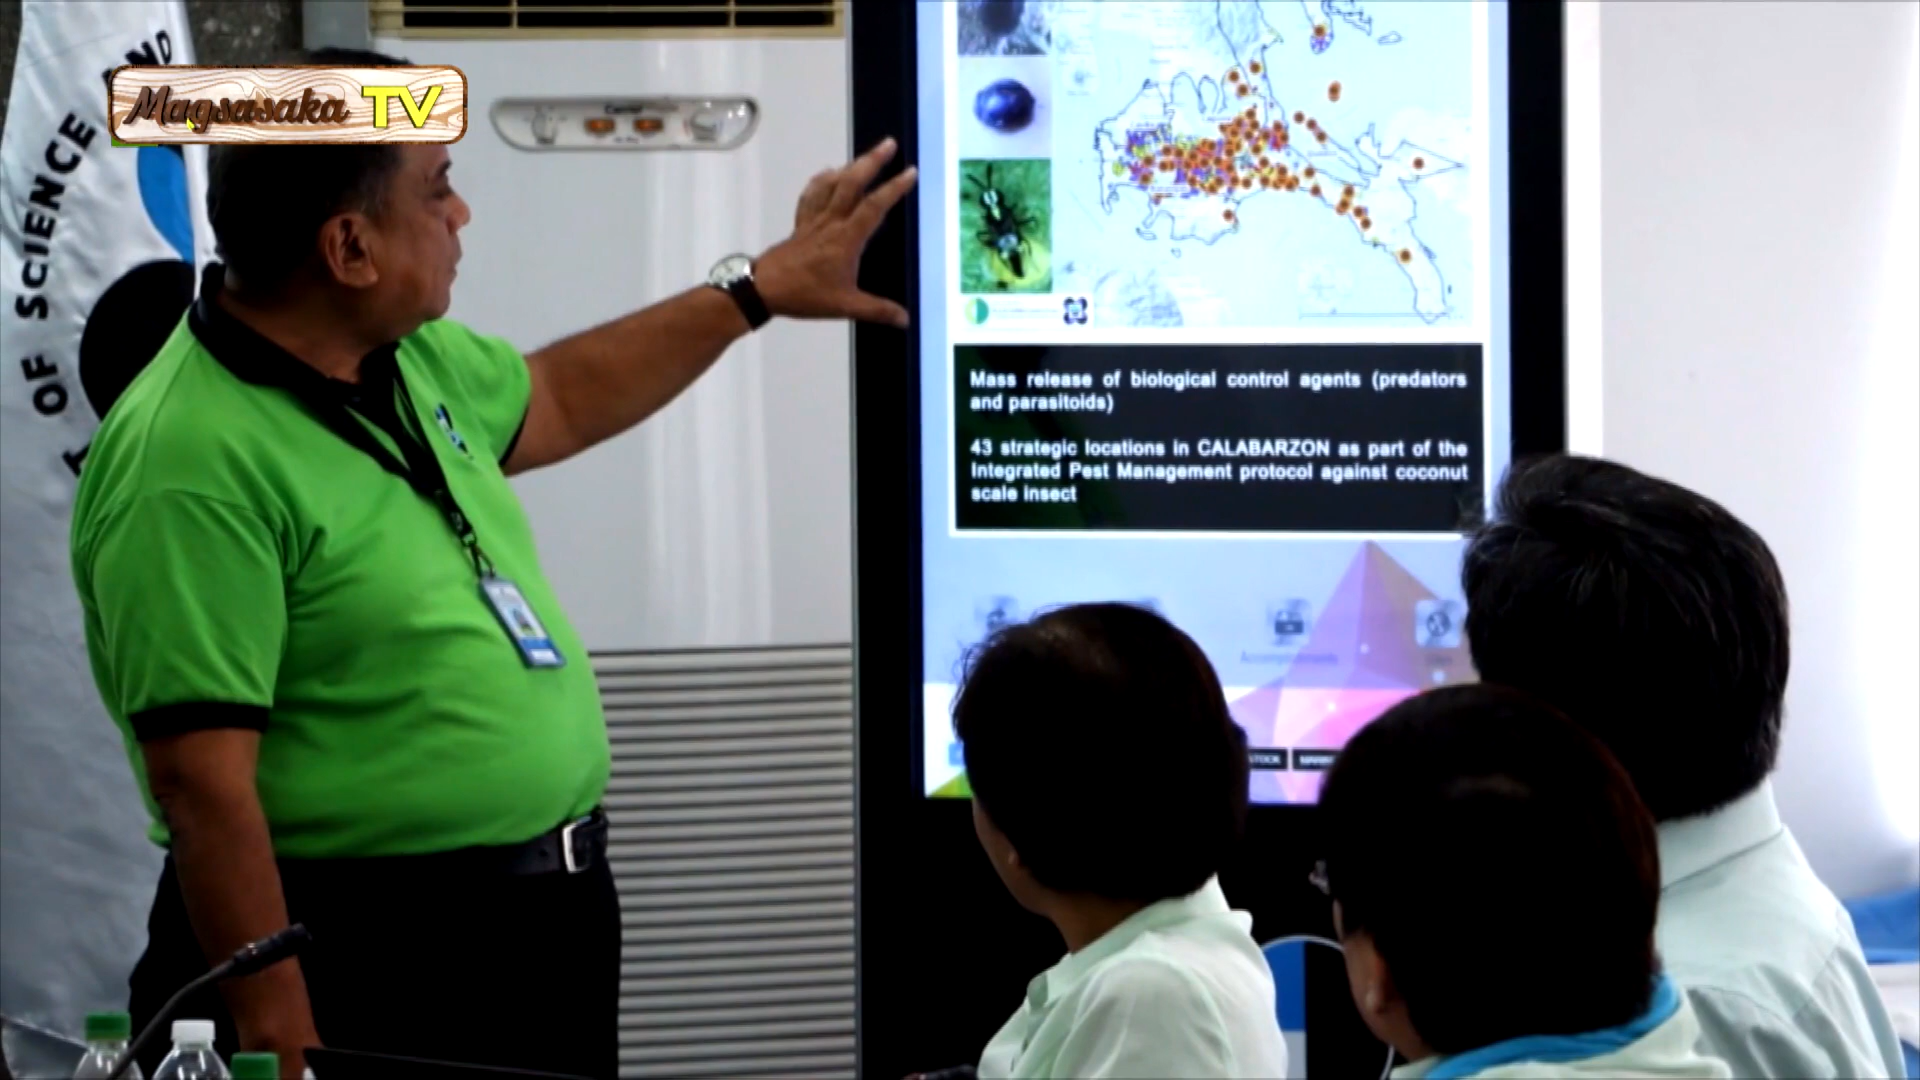 Magsasaka TV
OF SCIENCE AND
Mass release of biological control agents (predators
and parasitoids)
43 strategic locations in CALABARZON as part of the
Integrated Pest Management protocol against coconut
scale insect